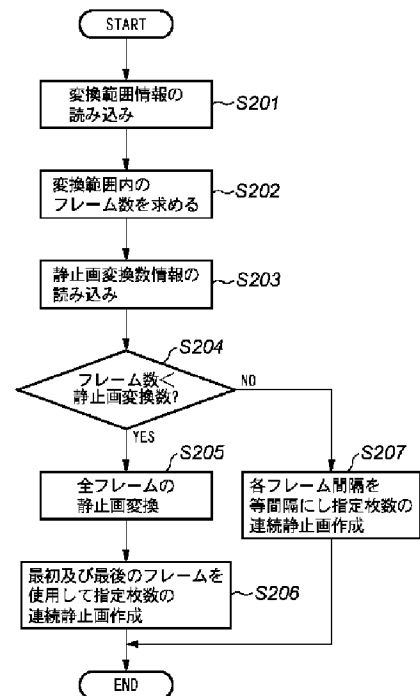 START
変換範囲情報の
読み込み
S201
変換範囲内の
フレーム数を求める
S202
静止画変換数情報の
読み込み
S203
S204
フレーム数<
静止画変換数?
NO
YES
S205
全フレームの
静止画変換
S207
各フレーム間隔を
等間隔にし指定枚数の
連続静止画作成
最初及び最後のフレームを
使用して指定枚数の
連続静止画作成
S206
END